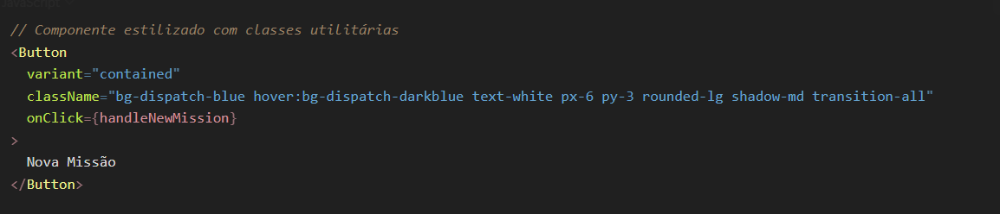 JavaScript
// Componente estilizado com classes utilitárias
<Button
variant="contained"
className="bg-dispatch-blue hover:bg-dispatch-darkblue text-white px-6 py-3 rounded-lg shadow-md transition-all"
onClick={handleNewMission}
>
Nova Missão
</Button>